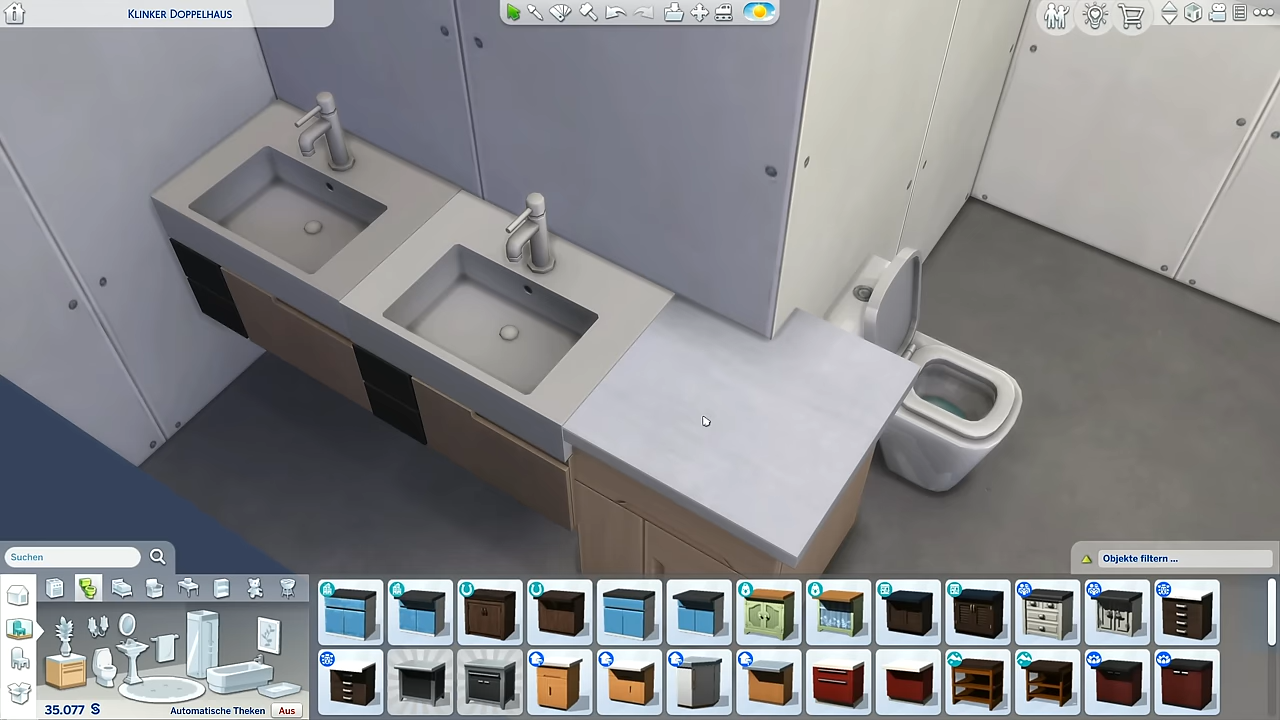 Klinker Doppelhaus
Suchen
Objekte filtern ...
35.077 §
Automatische Theken Aus